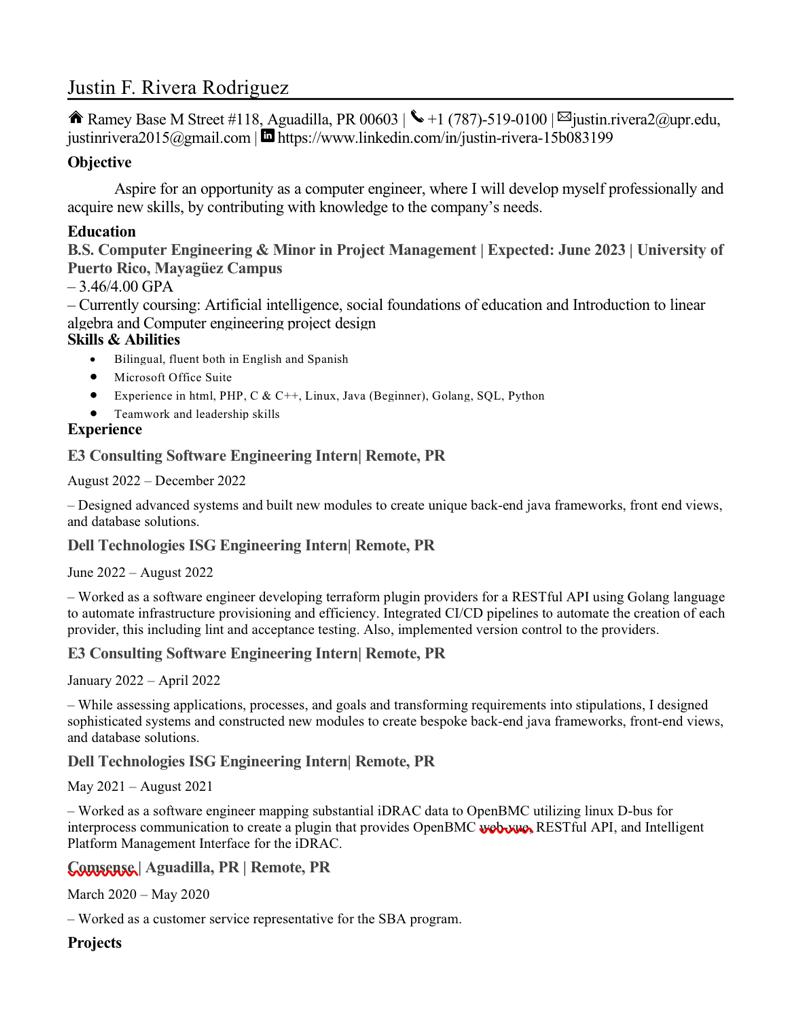 Justin F. Rivera Rodriguez
Ramey Base M Street #118, Aguadilla, PR 00603 | +1 (787)-519-0100 | justin.rivera2@upr.edu,
justinrivera2015@gmail.com | https://www.linkedin.com/in/justin-rivera-15b083199
Objective
Aspire for an opportunity as a computer engineer, where I will develop myself professionally and
acquire new skills, by contributing with knowledge to the company's needs.
Education
B.S. Computer Engineering & Minor in Project Management | Expected: June 2023 | University of
Puerto Rico, Mayagüez Campus
– 3.46/4.00 GPA
– Currently coursing: Artificial intelligence, social foundations of education and Introduction to linear
algebra and Computer engineering project design
Skills & Abilities
• Bilingual, fluent both in English and Spanish
• Microsoft Office Suite
• Experience in html, PHP, C & C++, Linux, Java (Beginner), Golang, SQL, Python
• Teamwork and leadership skills
Experience
E3 Consulting Software Engineering Intern| Remote, PR
August 2022 – December 2022
– Designed advanced systems and built new modules to create unique back-end java frameworks, front end views,
and database solutions.
Dell Technologies ISG Engineering Intern| Remote, PR
June 2022 – August 2022
– Worked as a software engineer developing terraform plugin providers for a RESTful API using Golang language
to automate infrastructure provisioning and efficiency. Integrated CI/CD pipelines to automate the creation of each
provider, this including lint and acceptance testing. Also, implemented version control to the providers.
E3 Consulting Software Engineering Intern| Remote, PR
January 2022 – April 2022
– While assessing applications, processes, and goals and transforming requirements into stipulations, I designed
sophisticated systems and constructed new modules to create bespoke back-end java frameworks, front-end views,
and database solutions.
Dell Technologies ISG Engineering Intern| Remote, PR
May 2021 – August 2021
– Worked as a software engineer mapping substantial iDRAC data to OpenBMC utilizing linux D-bus for
interprocess communication to create a plugin that provides OpenBMC RESTful API, and Intelligent
Platform Management Interface for the iDRAC.
Comsense | Aguadilla, PR | Remote, PR
March 2020 – May 2020
– Worked as a customer service representative for the SBA program.
Projects